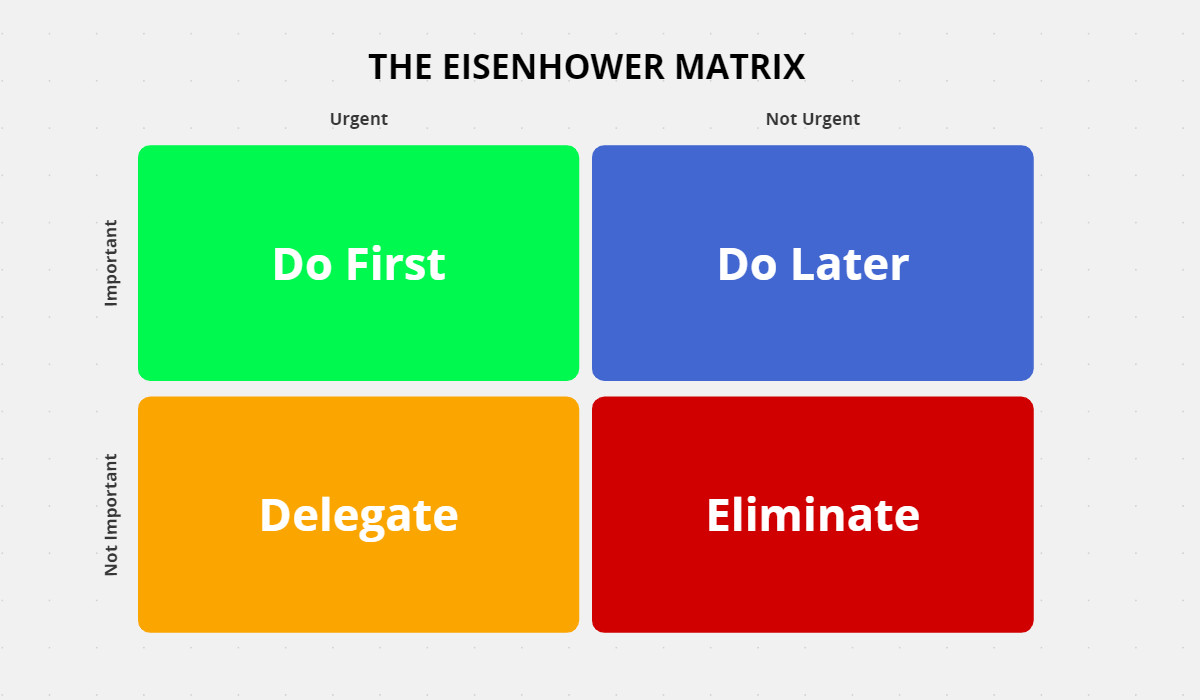 THE EISENHOWER MATRIX
Urgent
Not Urgent
Important
Do First
Do Later
Not Important
Delegate
Eliminate